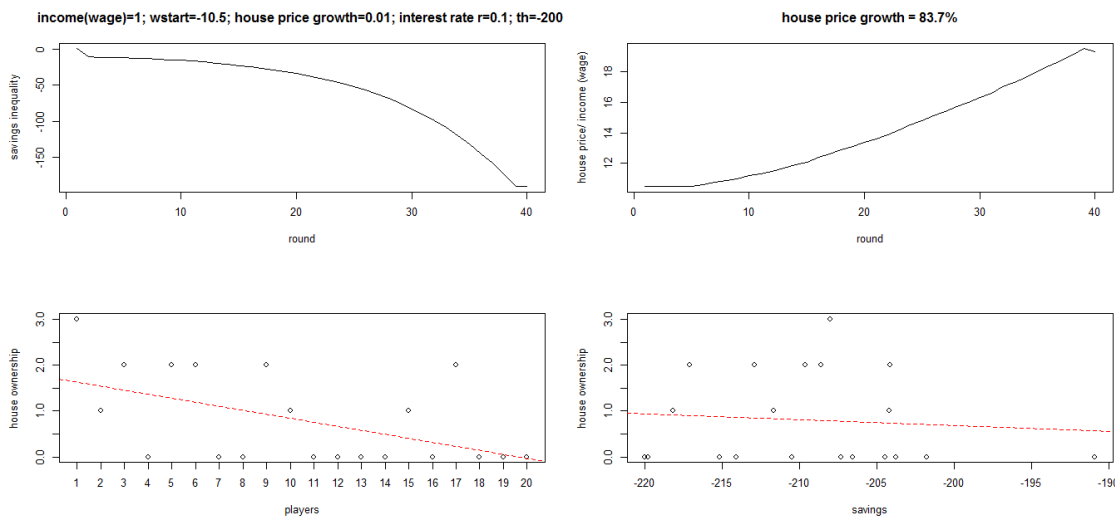 income(wage)=1; wstart=-10.5; house price growth=0.01; interest rate r=0.1; th=-200
savings inequality
0
-50
-100
-150
0 10 20 30 40
round
house price growth = 83.7%
house price/ income (wage)
18
16
14
12
0 10 20 30 40
round
house ownership
3.0
2.0
1.0
0.0
1 2 3 4 5 6 7 8 9 10 11 12 13 14 15 16 17 18 19 20
players
house ownership
3.0
2.0
1.0
0.0
-220 -215 -210 -205 -200 -195 -190
savings